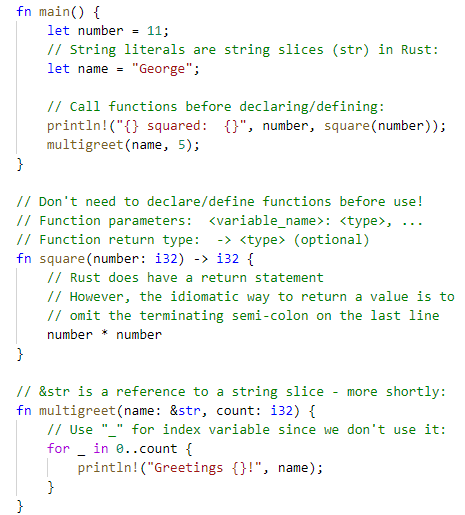 fn main() {
    let number = 11;
    // String literals are string slices (str) in Rust:
    let name = "George";

    // Call functions before declaring/defining:
    println!("{} squared:  {}", number, square(number));
    multigreet(name, 5);
}

// Don't need to declare/define functions before use!
// Function parameters:  <variable_name>: <type>, ...
// Function return type:  -> <type> (optional)
fn square(number: i32) -> i32 {
    // Rust does have a return statement
    // However, the idiomatic way to return a value is to
    // omit the terminating semi-colon on the last line
    number * number
}

// &str is a reference to a string slice - more shortly:
fn multigreet(name: &str, count: i32) {
    // Use "_" for index variable since we don't use it:
    for _ in 0..count {
        println!("Greetings {}!", name);
    }
}